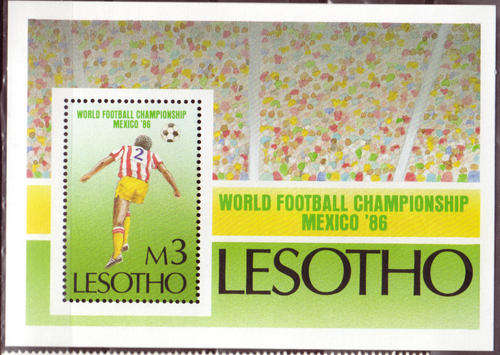 WORLD FOOTBALL CHAMPIONSHIP
MEXICO '86
2
M3
LESOTHO
WORLD FOOTBALL CHAMPIONSHIP
MEXICO '86
LESOTHO